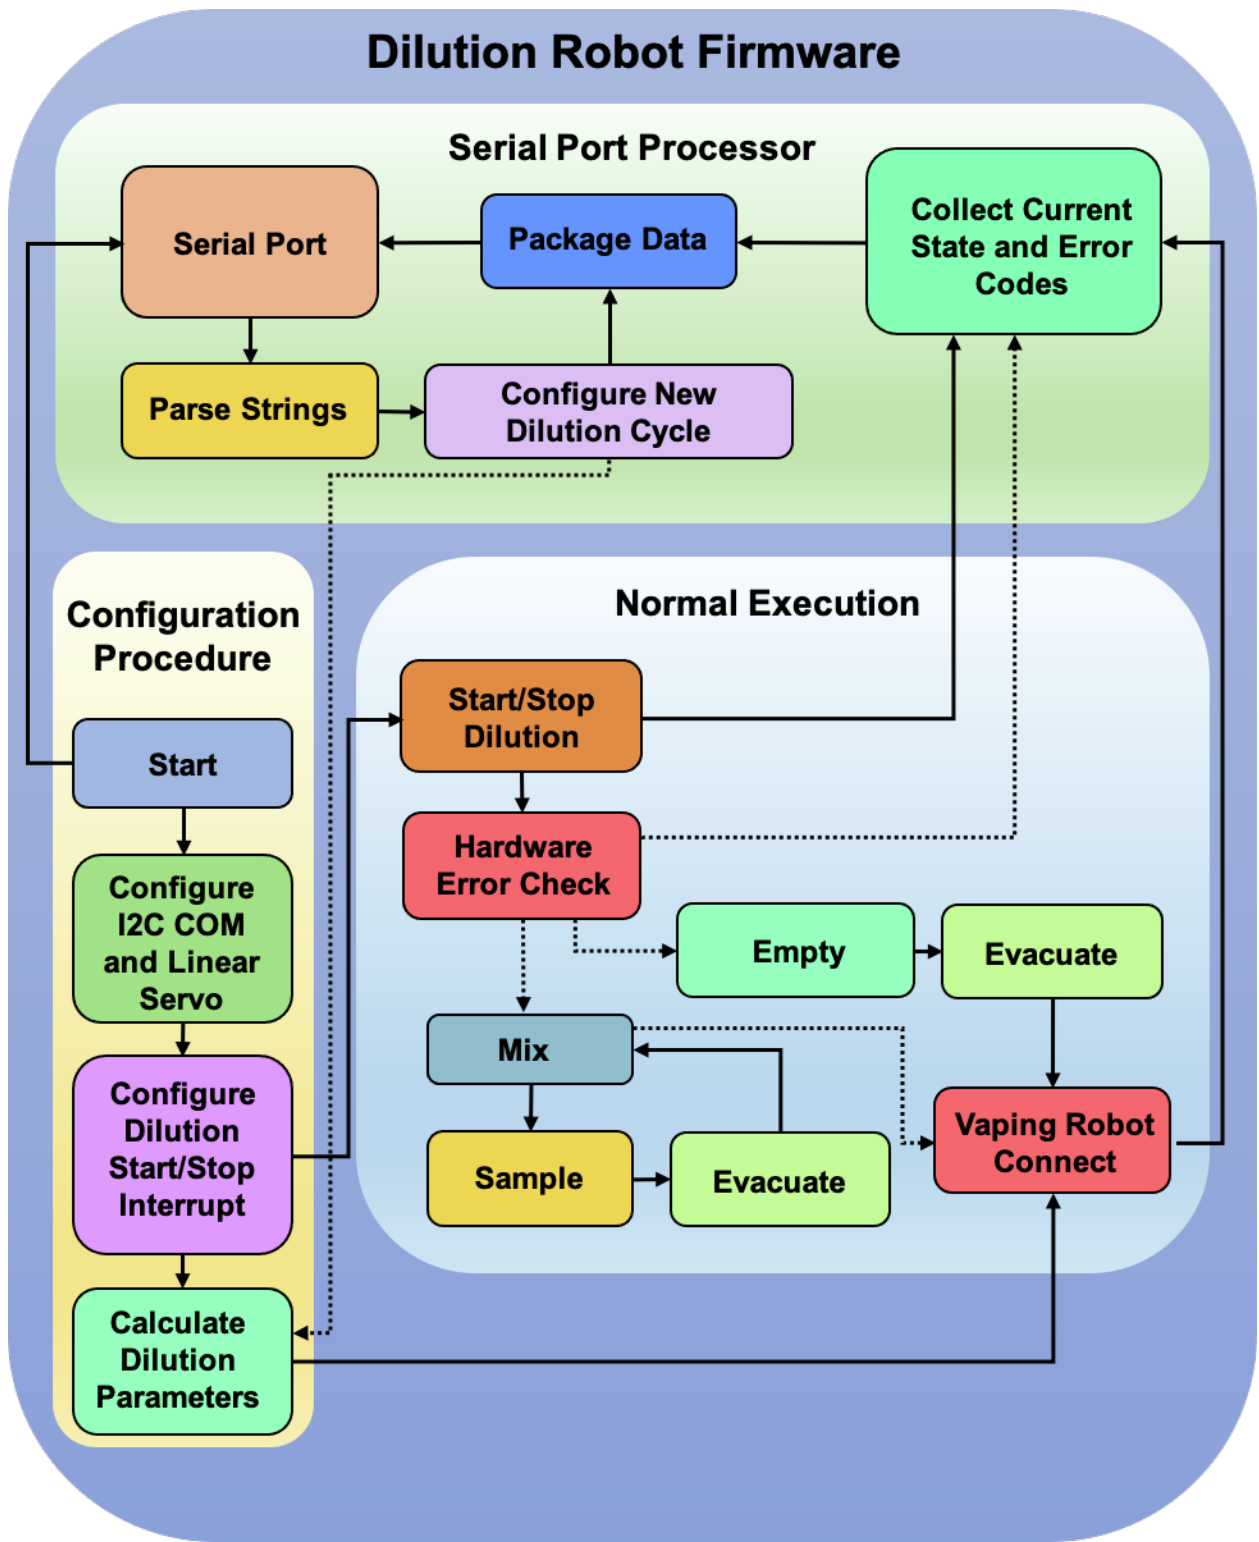 Dilution Robot Firmware
Serial Port Processor
Serial Port
Package Data
Collect Current
State and Error
Codes
Parse Strings
Configure New
Dilution Cycle
Configuration
Procedure
Start
Configure
I2C COM
and Linear
Servo
Configure
Dilution
Start/Stop
Interrupt
Calculate
Dilution
Parameters
Normal Execution
Start/Stop
Dilution
Hardware
Error Check
Empty
Evacuate
Mix
Sample
Evacuate
Vaping Robot
Connect